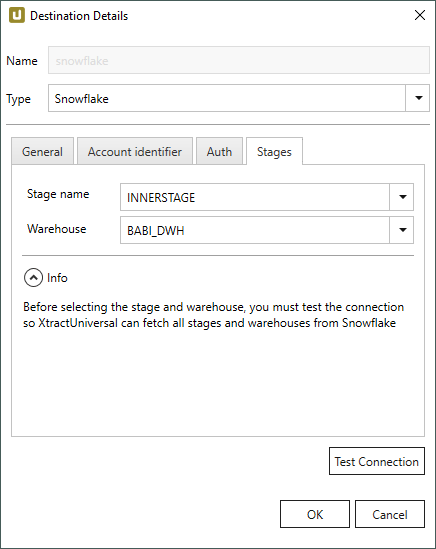 Destination Details
Name snowflake
Type Snowflake
General Account identifier Auth Stages
Stage name INNERSTAGE
Warehouse BABI_DWH
Info
Before selecting the stage and warehouse, you must test the connection
so XtractUniversal can fetch all stages and warehouses from Snowflake
Test Connection
OK Cancel